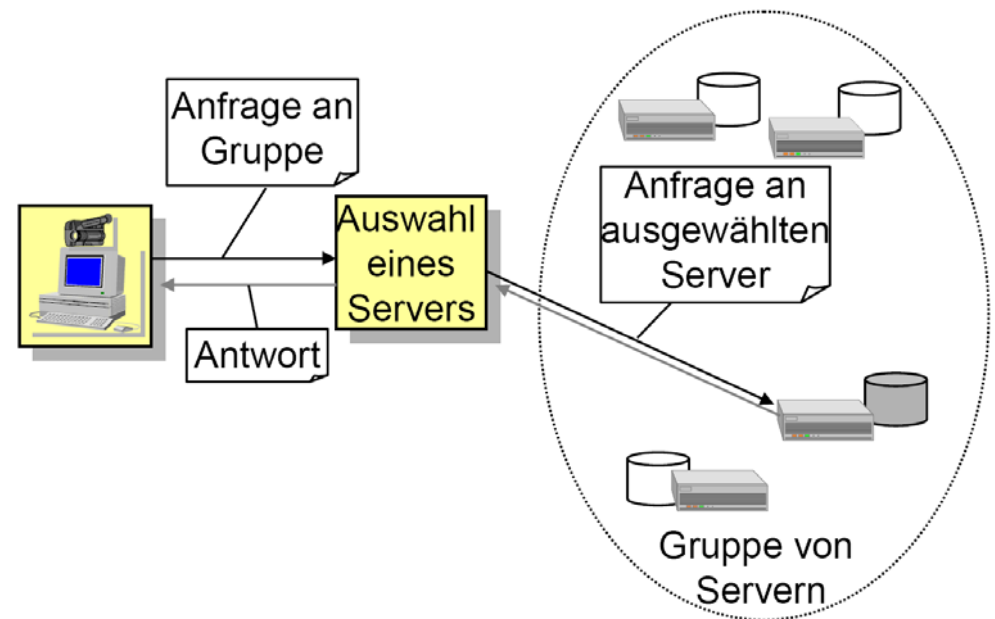 Anfrage an
Gruppe
Auswahl
eines
Servers
Antwort
Anfrage an
ausgewählten
Server
Gruppe von
Servern